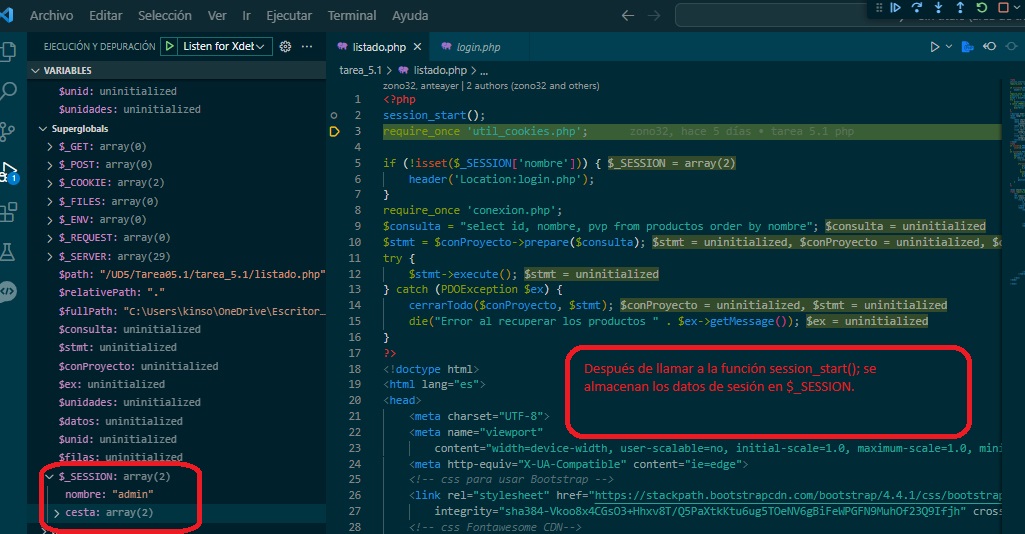 Archivo Editar Selección Ver Ir Ejecutar Terminal Ayuda
EJECUCIÓN Y DEPURACIÓN Listen for Xdeb
VARIABLES
$unid: uninitialized
$unidades: uninitialized
Superglobals
$_GET: array(0)
$_POST: array(0)
$_COOKIE: array(2)
$_FILES: array(0)
$_ENV: array(0)
$_REQUEST: array(0)
$_SERVER: array(29)
$path: "/UD5/Tarea05.1/tarea_5.1/listado.php"
$relativePath: "."
$fullPath: "C:\Users\kinso\OneDrive\Escritor…
$consulta: uninitialized
$stmt: uninitialized
$conProyecto: uninitialized
$ex: uninitialized
$unidades: uninitialized
$datos: uninitialized
$unid: uninitialized
$filas: uninitialized
$_SESSION: array(2)
nombre: "admin"
cesta: array(2)
1
listado.php login.php
tarea_5.1 > listado.php > ...
zono32, anteayer | 2 authors (zono32 and others)
1 <?php
2 session_start();
3 require_once 'util_cookies.php'; zono32, hace 5 días • tarea 5.1 php
4
5 if (!isset($_SESSION['nombre'])) { $_SESSION = array(2)
6 header('Location:login.php');
7 }
8 require_once 'conexion.php';
9 $consulta = "select id, nombre, pvp from productos order by nombre"; $consulta = uninitialized
10 $stmt = $conProyecto->prepare($consulta); $stmt = uninitialized, $conProyecto = uninitialized,
11 try {
12 $stmt->execute(); $stmt = uninitialized
13 } catch (PDOException $ex) {
14 cerrarTodo($conProyecto, $stmt); $conProyecto = uninitialized, $stmt = uninitialized
15 die("Error al recuperar los productos " . $ex->getMessage()); $ex = uninitialized
16 }
17 ?>
18 <!doctype html>
19 <html lang="es">
20 <head>
21 <meta charset="UTF-8">
22 <meta name="viewport"
23 content="width=device-width, user-scalable=no, initial-scale=1.0, maximum-scale=1.0, mini
24 <meta http-equiv="X-UA-Compatible" content="ie=edge">
25 <!-- css para usar Bootstrap -->
26 <link rel="stylesheet" href="https://stackpath.bootstrapcdn.com/bootstrap/4.4.1/css/bootstrap
27 integrity="sha384-Vkoo8x4CGsO3+Hhxv8T/Q5PaXtkKtu6ug5TOeNV6gBiFeWPGFN9MuhOf23Q9Ifjh" cross
28 <!-- css Fontawesome CDN-->
Después de llamar a la función session_start(); se
almacenan los datos de sesión en $_SESSION.